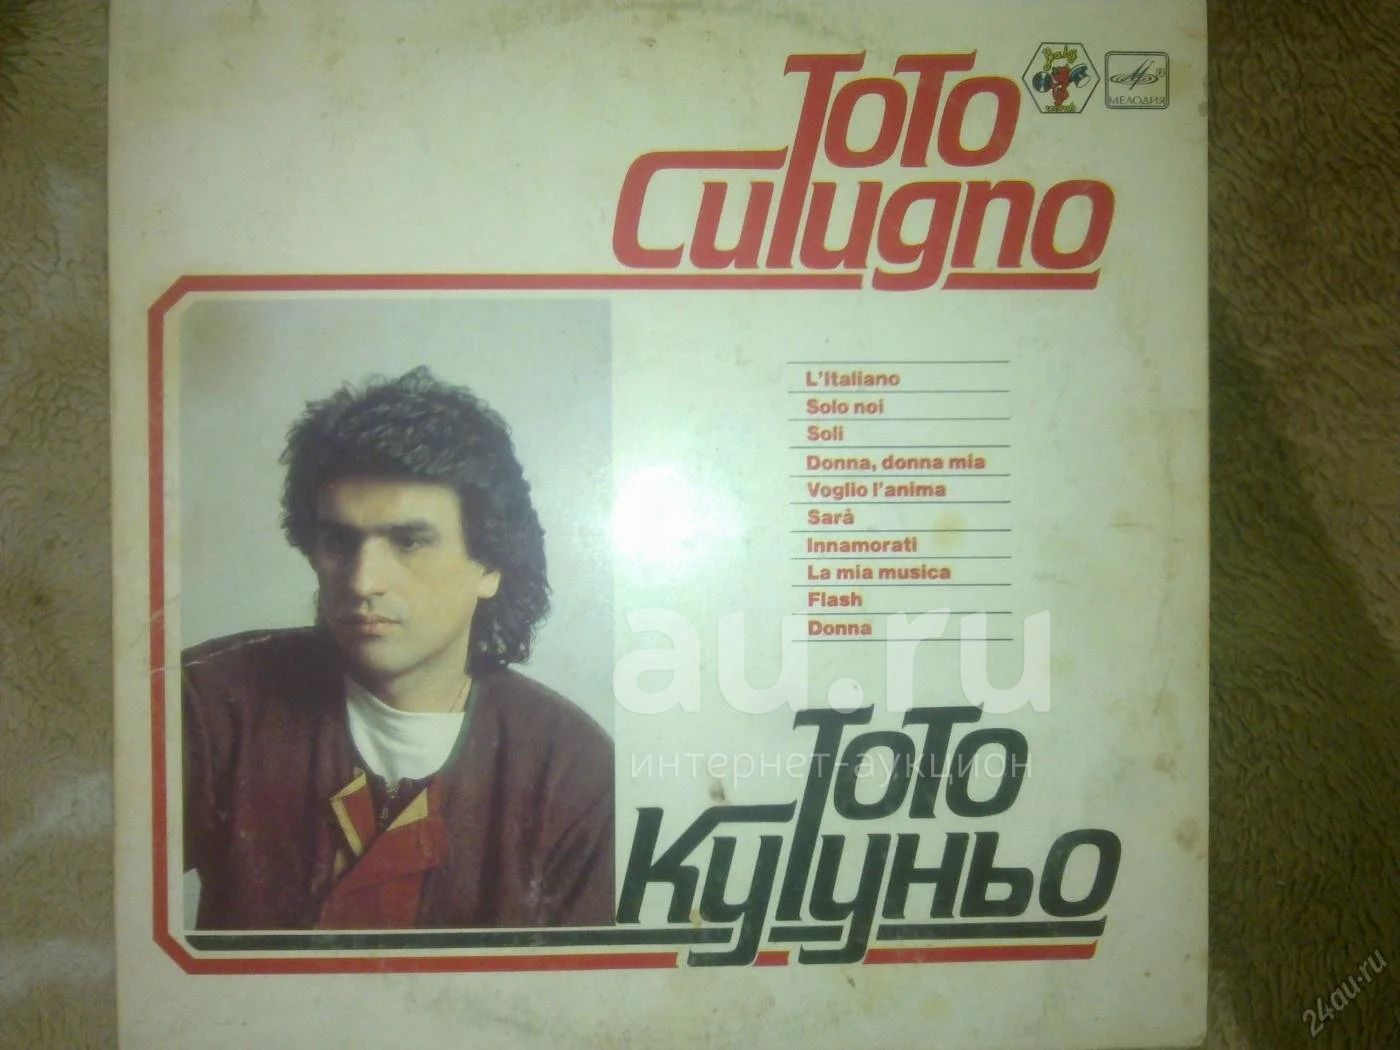 Toto
Cutugno
Baby
МЕЛОДИЯ
L'Italiano
Solo noi
Soli
Donna, donna mia
Voglio l'anima
Sarà
Innamorati
La mia musica
Flash
Donna
au.ru
интернет-аукцион
Тото
Кутуньо
24au.ru